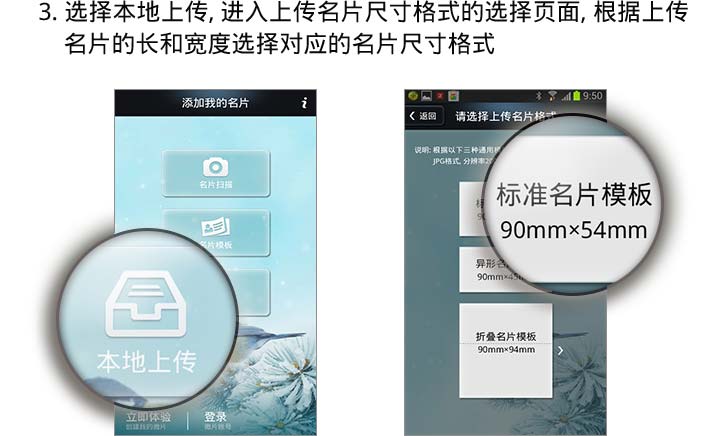 3. 选择本地上传, 进入上传名片尺寸格式的选择页面, 根据上传
名片的长和宽度选择对应的名片尺寸格式
添加我的名片
i
名片扫描
名片模板
本地上传
立即体验
创建我的微片
登录
微片账号
9:50
返回
请选择上传名片格式
说明: 根据以下三种通用
JPG格式, 分辨率20
标准名片模板
90mm×54mm
异形名
90mm×45
折叠名片模板
90mm×94mm